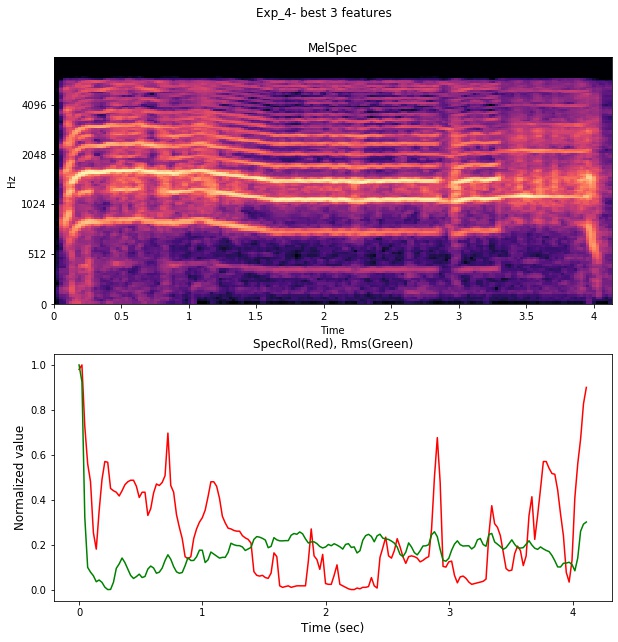 Exp_4- best 3 features
MelSpec
Hz
4096
2048
1024
512
0
0 0.5 1 1.5 2 2.5 3 3.5 4
Time
SpecRol(Red), Rms(Green)
Normalized value
1.0
0.8
0.6
0.4
0.2
0.0
0 1 2 3 4
Time (sec)